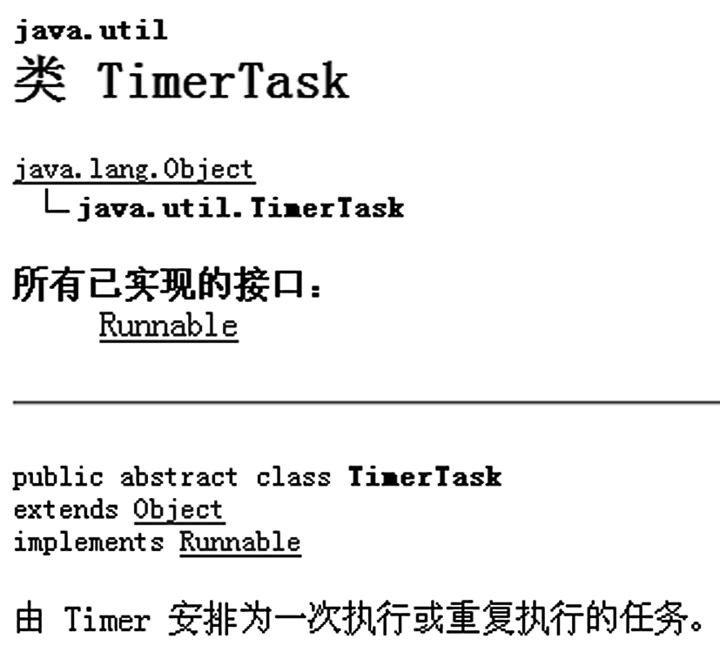 java.util
类 TimerTask
java.lang.Object
java.util.TimerTask
所有已实现的接口：
Runnable
public abstract class TimerTask
extends Object
implements Runnable
由 Timer 安排为一次执行或重复执行的任务。